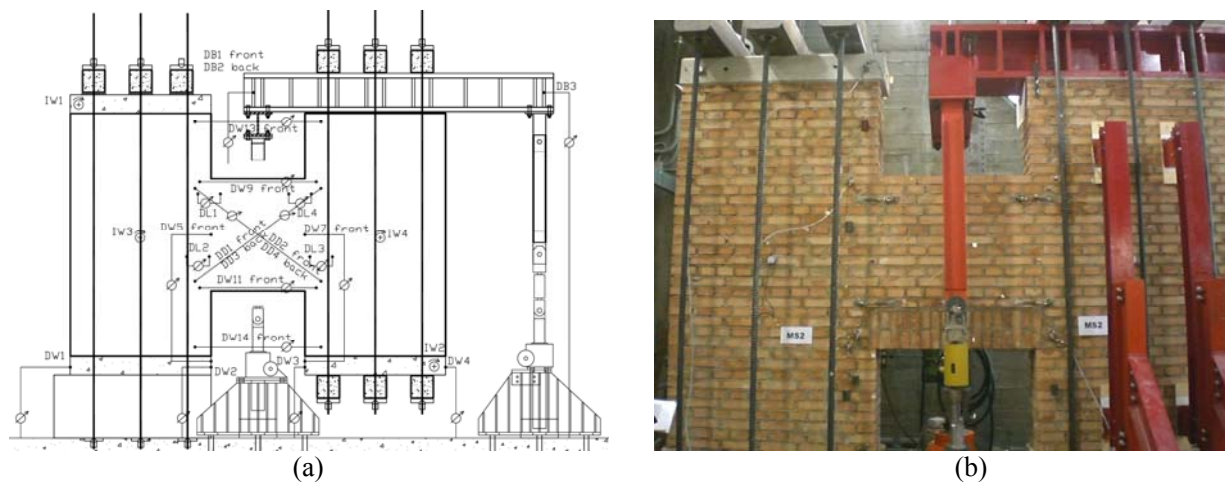 DB1 front
DB2 back
DB3
IW1
DW13 front
DW9 front
DL1
DL4
DW5 front
DW7 front
IW3
IW4
DL2
DL3
DD1 front
DD2 front
DD3 back
DD4 back
DW11 front
DW14 front
DW1
DW2
DW3
IW2
DW4
MS2
MS2
(a)
(b)